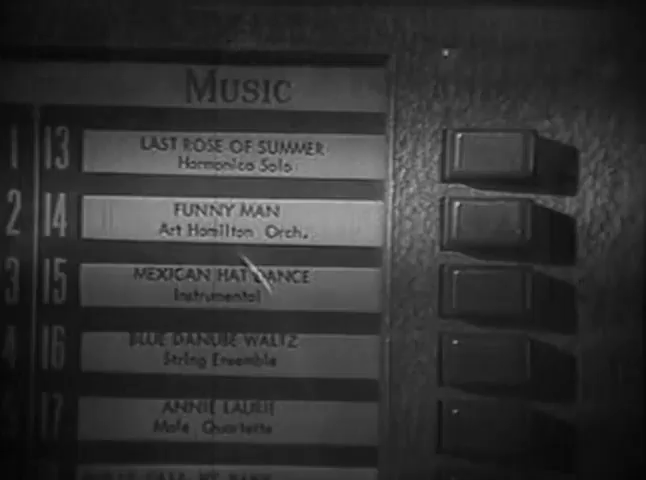 MUSIC
1 13 LAST ROSE OF SUMMER
Harmonica Solo
2 14 FUNNY MAN
Art Hamilton Orch.
3 15 MEXICAN HAT DANCE
Instrumental
4 16 BLUE DANUBE WALTZ
String Ensemble
17 ANNIE LAURIE
Male Quartette